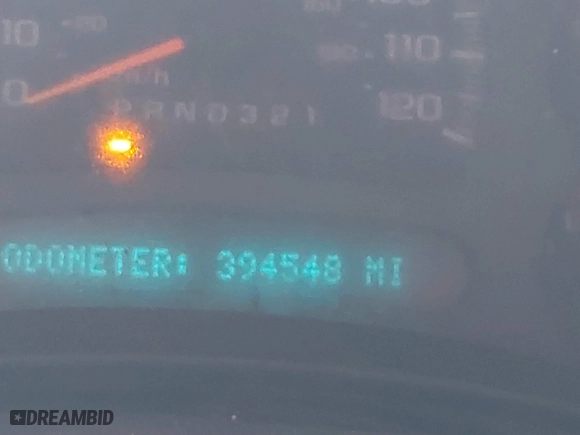 10
110
0
120
PRND321
ODOMETER: 394548 MI
DREAMBID